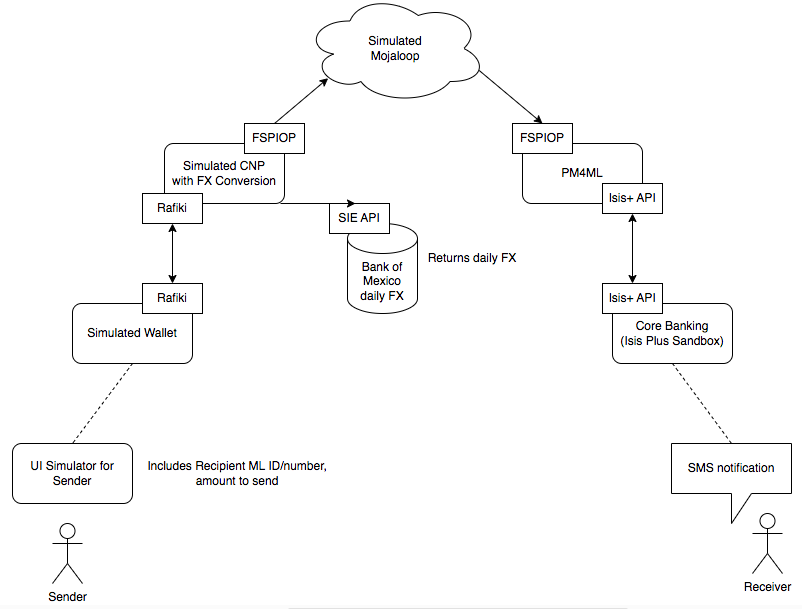 Simulated
Mojaloop
FSPIOP
FSPIOP
Simulated CNP
with FX Conversion
PM4ML
Rafiki
Isis+ API
SIE API
Bank of
Mexico
daily FX
Returns daily FX
Rafiki
Isis+ API
Simulated Wallet
Core Banking
(Isis Plus Sandbox)
UI Simulator for
Sender
Includes Recipient ML ID/number,
amount to send
SMS notification
Sender
Receiver